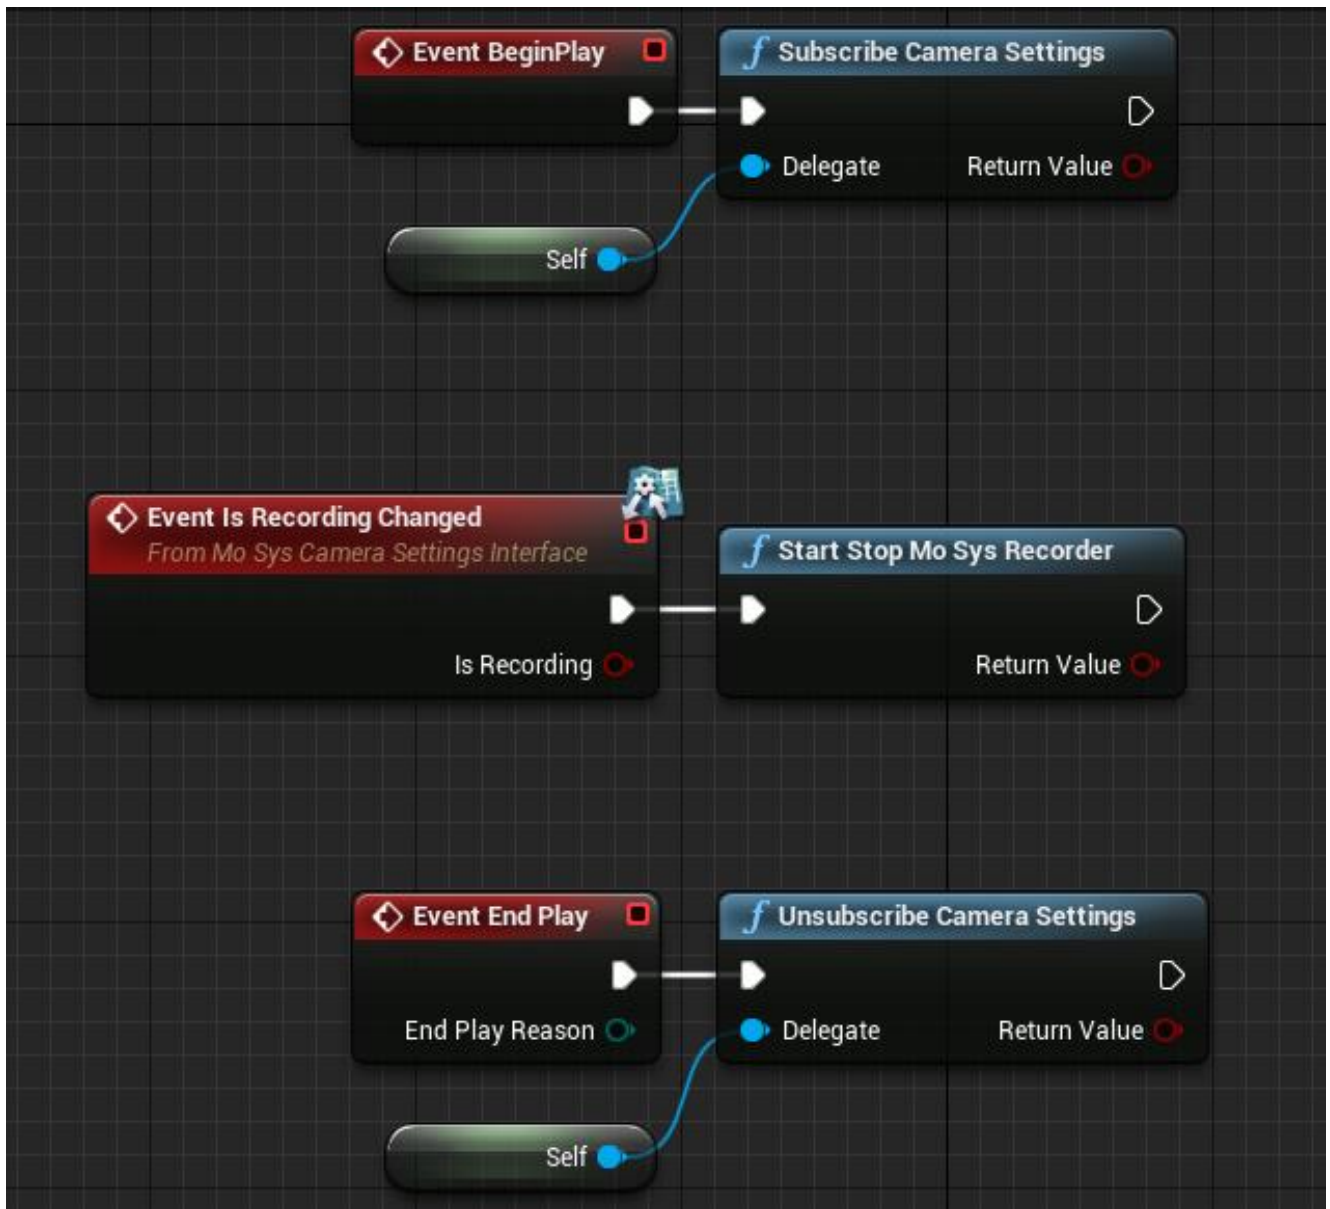 Event BeginPlay
f Subscribe Camera Settings
Delegate
Return Value
Self
Event Is Recording Changed
From Mo Sys Camera Settings Interface
Is Recording
f Start Stop Mo Sys Recorder
Return Value
Event End Play
End Play Reason
f Unsubscribe Camera Settings
Delegate
Return Value
Self